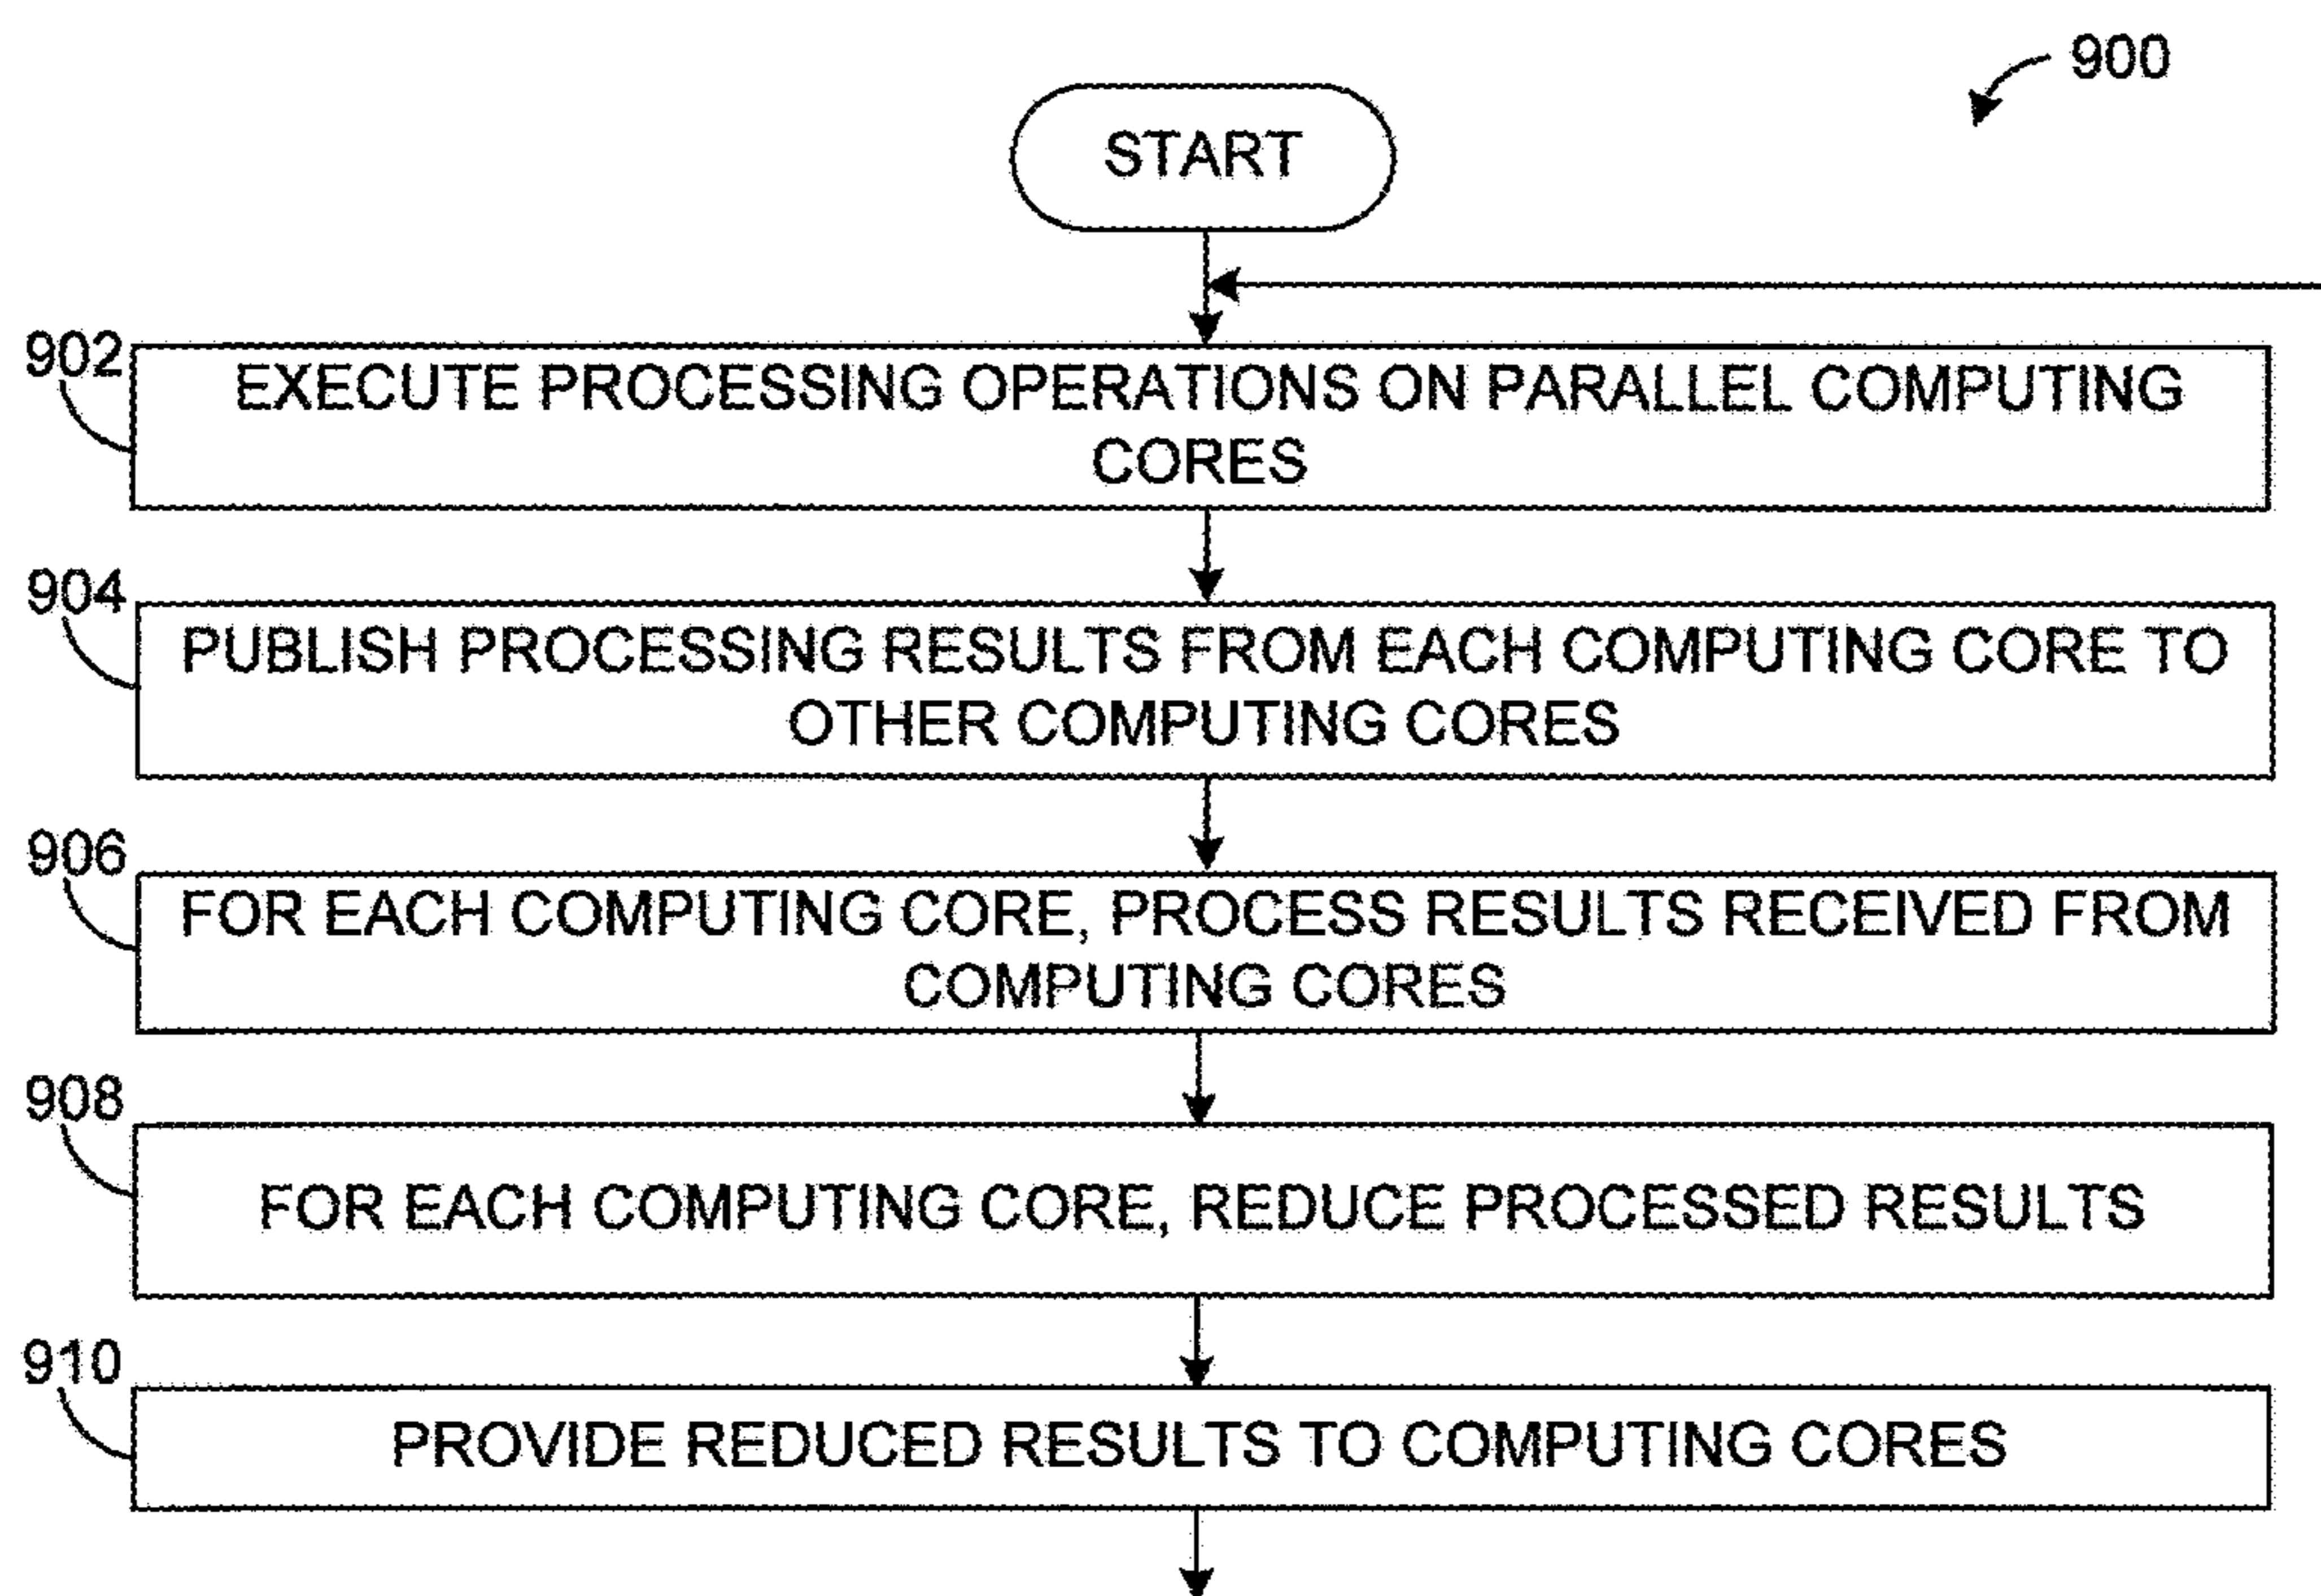 900
START
902
EXECUTE PROCESSING OPERATIONS ON PARALLEL COMPUTING
CORES
904
PUBLISH PROCESSING RESULTS FROM EACH COMPUTING CORE TO
OTHER COMPUTING CORES
906
FOR EACH COMPUTING CORE, PROCESS RESULTS RECEIVED FROM
COMPUTING CORES
908
FOR EACH COMPUTING CORE, REDUCE PROCESSED RESULTS
910
PROVIDE REDUCED RESULTS TO COMPUTING CORES